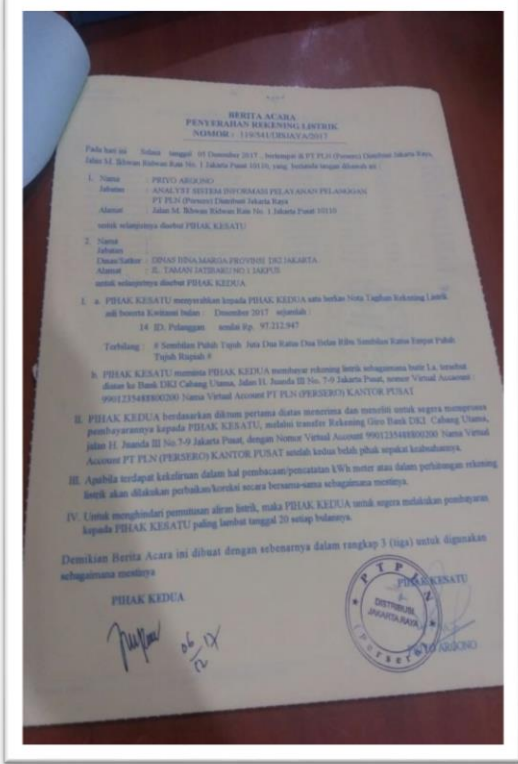 BERITA ACARA
PENYERAHAN REKENING LISTRIK
NOMOR : 119/541/DISJAYA/2017
Pada hari ini Selasa tanggal 05 Desember 2017 , bertempat di PT PLN (Persero) Distribusi Jakarta Raya,
Jalan M. Ikhwan Ridwan Rais No. 1 Jakarta Pusat 10110, yang bertanda tangan dibawah ini :
1. Nama : PRIYO ARGONO
Jabatan : ANALYST SISTEM INFORMASI PELAYANAN PELANGGAN
PT PLN (Persero) Distribusi Jakarta Raya
Alamat : Jalan M. Ikhwan Ridwan Rais No. 1 Jakarta Pusat 10110
untuk selanjutnya disebut PIHAK KESATU
2. Nama :
Jabatan :
Dinas/Satker : DINAS BINA MARGA PROVINSI DKI JAKARTA
Alamat : JL. TAMAN JATIBARU NO 1 JAKPUS
untuk selanjutnya disebut PIHAK KEDUA
I. a. PIHAK KESATU menyerahkan kepada PIHAK KEDUA satu berkas Nota Tagihan Rekening Listrik
asli beserta Kwitansi bulan : Desember 2017 sejumlah :
14 ID. Pelanggan senilai Rp. 97.212.947
Terbilang : # Sembilan Puluh Tujuh Juta Dua Ratus Dua Belas Ribu Sembilan Ratus Empat Puluh
Tujuh Rupiah #
b. PIHAK KESATU meminta PIHAK KEDUA membayar rekening listrik sebagaimana butir I.a. tersebut
diatas ke Bank DKI Cabang Utama, Jalan H. Juanda III No. 7-9 Jakarta Pusat, nomor Virtual Account :
9901235488800200 Nama Virtual Account PT PLN (PERSERO) KANTOR PUSAT
II. PIHAK KEDUA berdasarkan diktum pertama diatas menerima dan meneliti untuk segera memproses
pembayarannya kepada PIHAK KESATU, melalui transfer Rekening Giro Bank DKI Cabang Utama,
jalan H. Juanda III No.7-9 Jakarta Pusat, dengan Nomor Virtual Account 9901235488800200 Nama Virtual
Account PT PLN (PERSERO) KANTOR PUSAT setelah kedua belah pihak sepakat keabsahannya.
III. Apabila terdapat kekeliruan dalam hal pembacaan/pencatatan kWh meter atau dalam perhitungan rekening
listrik akan dilakukan perbaikan/koreksi secara bersama-sama sebagaimana mestinya.
IV. Untuk menghindari pemutusan aliran listrik, maka PIHAK KEDUA untuk segera melakukan pembayaran
kepada PIHAK KESATU paling lambat tanggal 20 setiap bulannya.
Demikian Berita Acara ini dibuat dengan sebenarnya dalam rangkap 3 (tiga) untuk digunakan
sebagaimana mestinya
PIHAK KEDUA
PIHAK KESATU
PT PLN
DISTRIBUSI
JAKARTA RAYA
(Persero)
06/12 17
PRIYO ARGONO